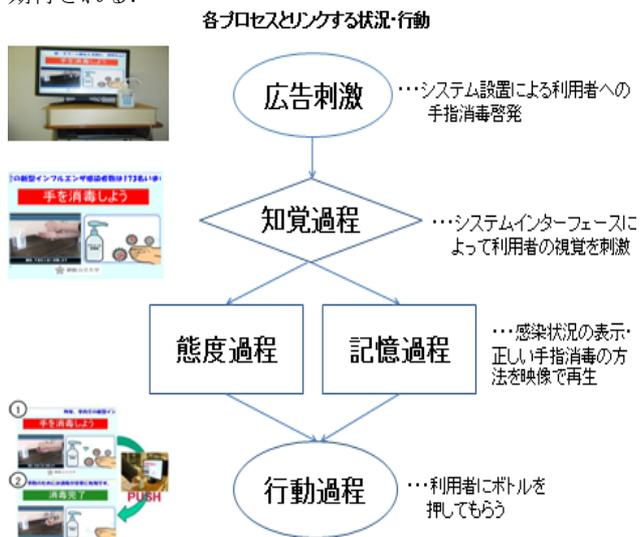 各プロセスとリンクする状況・行動
広告刺激
・・・システム設置による利用者への
手指消毒啓発
手を消毒しよう
知覚過程
・・・システムインターフェースに
よって利用者の視覚を刺激
態度過程
記憶過程
・・・感染状況の表示・
正しい手指消毒の方
法を映像で再生
①
手を消毒しよう
②
消毒完了
PUSH
行動過程
・・・利用者にボトルを
押してもらう